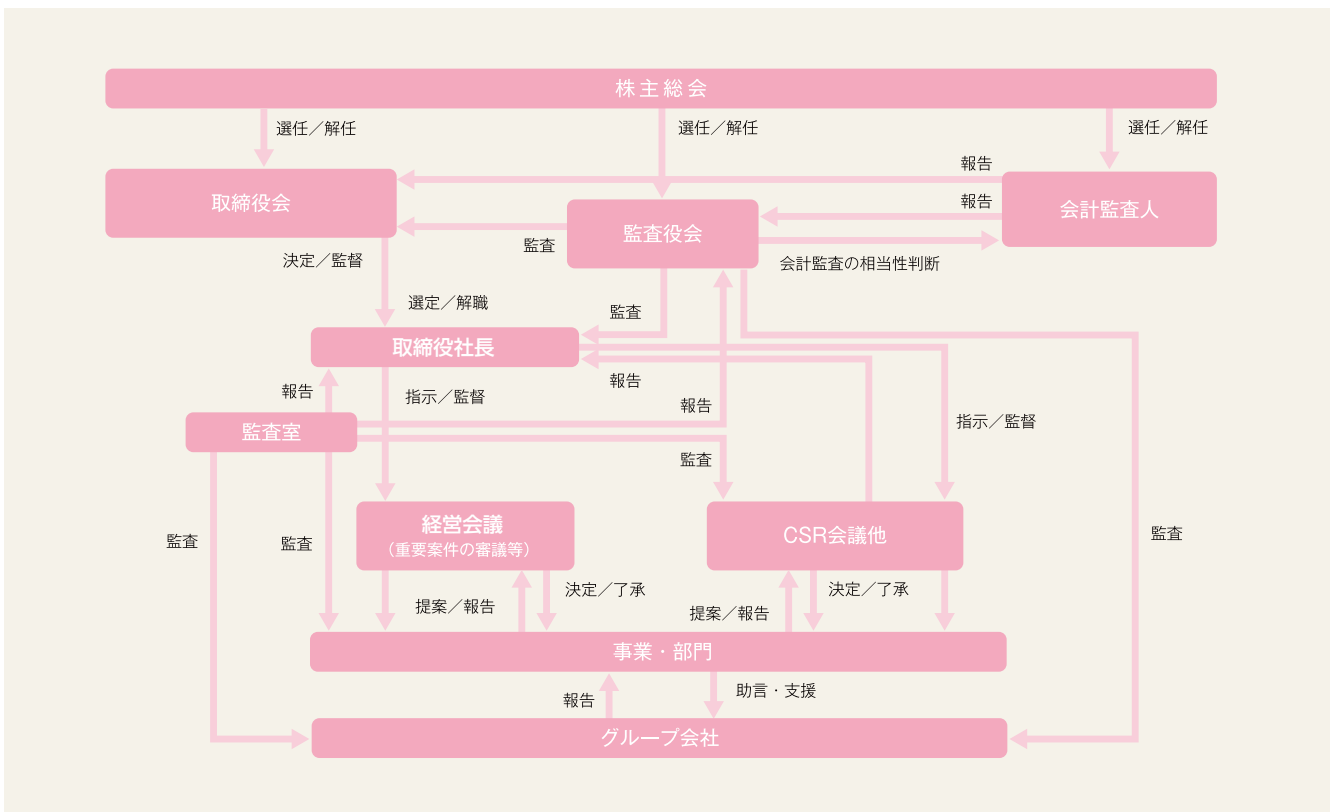 株主総会
選任／解任
選任／解任
選任／解任
報告
取締役会
報告
会計監査人
監査役会
監査
決定／監督
会計監査の相当性判断
選定／解職
監査
取締役社長
報告
報告
指示／監督
報告
指示／監督
監査室
監査
経営会議
（重要案件の審議等）
CSR会議他
監査
監査
監査
決定／了承
決定／了承
提案／報告
提案／報告
事業・部門
助言・支援
報告
グループ会社